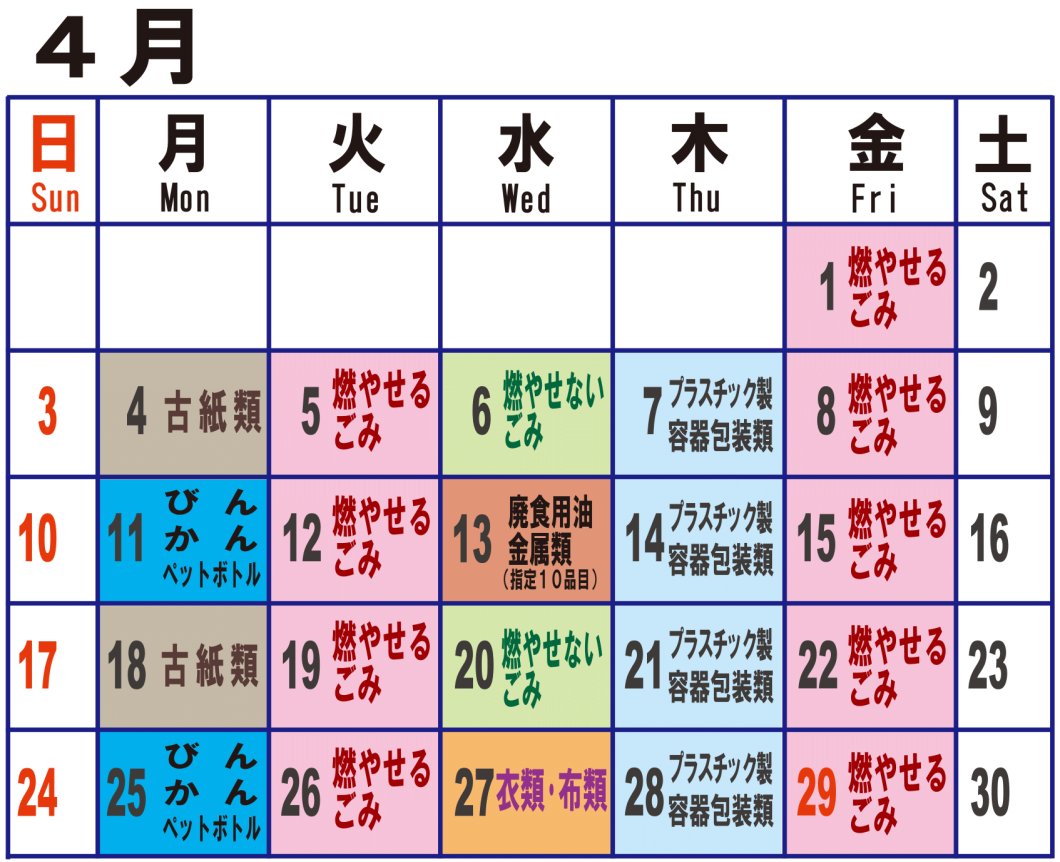 4月
日 月 火 水 木 金 土
Sun Mon Tue Wed Thu Fri Sat
1 燃やせる
ごみ
2
3
4 古紙類
5 燃やせる
ごみ
6 燃やせない
ごみ
7 プラスチック製
容器包装類
8 燃やせる
ごみ
9
10
11 びん
かん
ペットボトル
12 燃やせる
ごみ
13 廃食用油
金属類
(指定10品目)
14 プラスチック製
容器包装類
15 燃やせる
ごみ
16
17
18 古紙類
19 燃やせる
ごみ
20 燃やせない
ごみ
21 プラスチック製
容器包装類
22 燃やせる
ごみ
23
24
25 びん
かん
ペットボトル
26 燃やせる
ごみ
27 衣類・布類
28 プラスチック製
容器包装類
29 燃やせる
ごみ
30